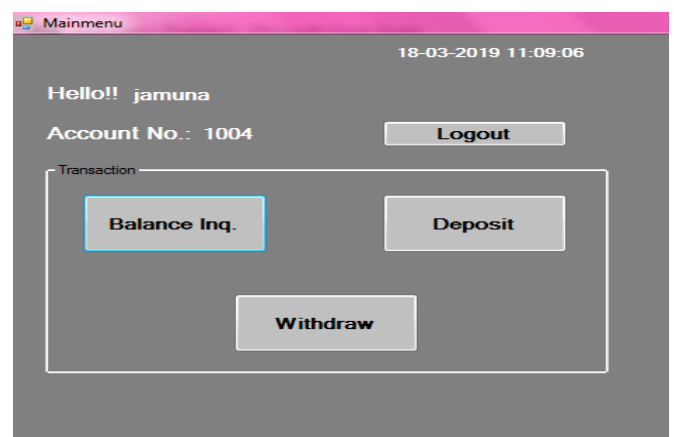 Mainmenu
18-03-2019 11:09:06
Hello!! jamuna
Account No.: 1004
Logout
Transaction
Balance Inq.
Deposit
Withdraw